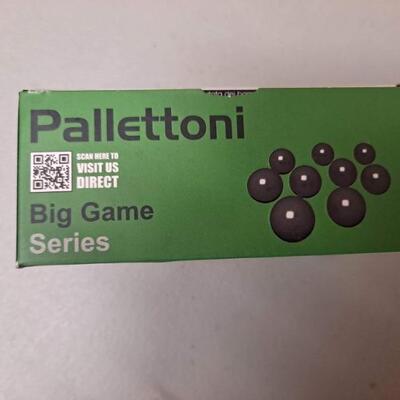 Pallettoni
SCAN HERE TO
VISIT US
DIRECT
Big Game
Series